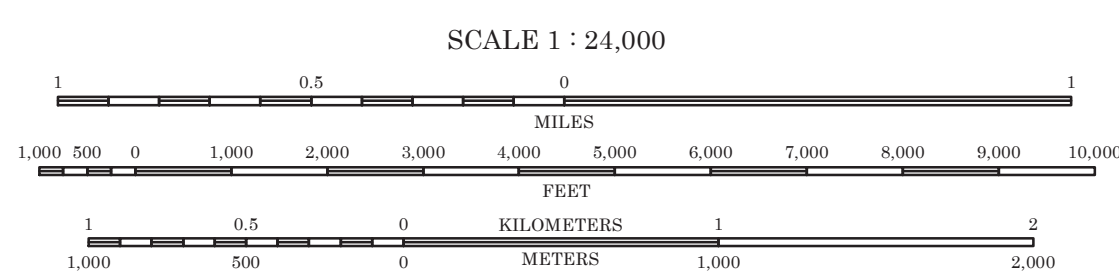 SCALE 1 : 24,000
1 0.5 0 1
MILES
1,000 500 0 1,000 2,000 3,000 4,000 5,000 6,000 7,000 8,000 9,000 10,000
FEET
1 0.5 0 KILOMETERS 1 2
1,000 500 0 METERS 1,000 2,000